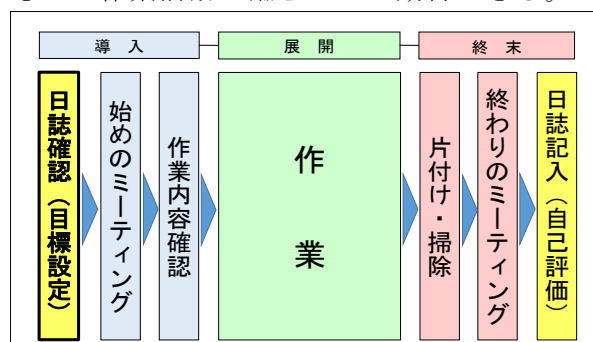 導 入
展 開
終 末
日誌確認（目標設定）
始めのミーティング
作業内容確認
作
業
片付け・掃除
終わりのミーティング
日誌記入（自己評価）